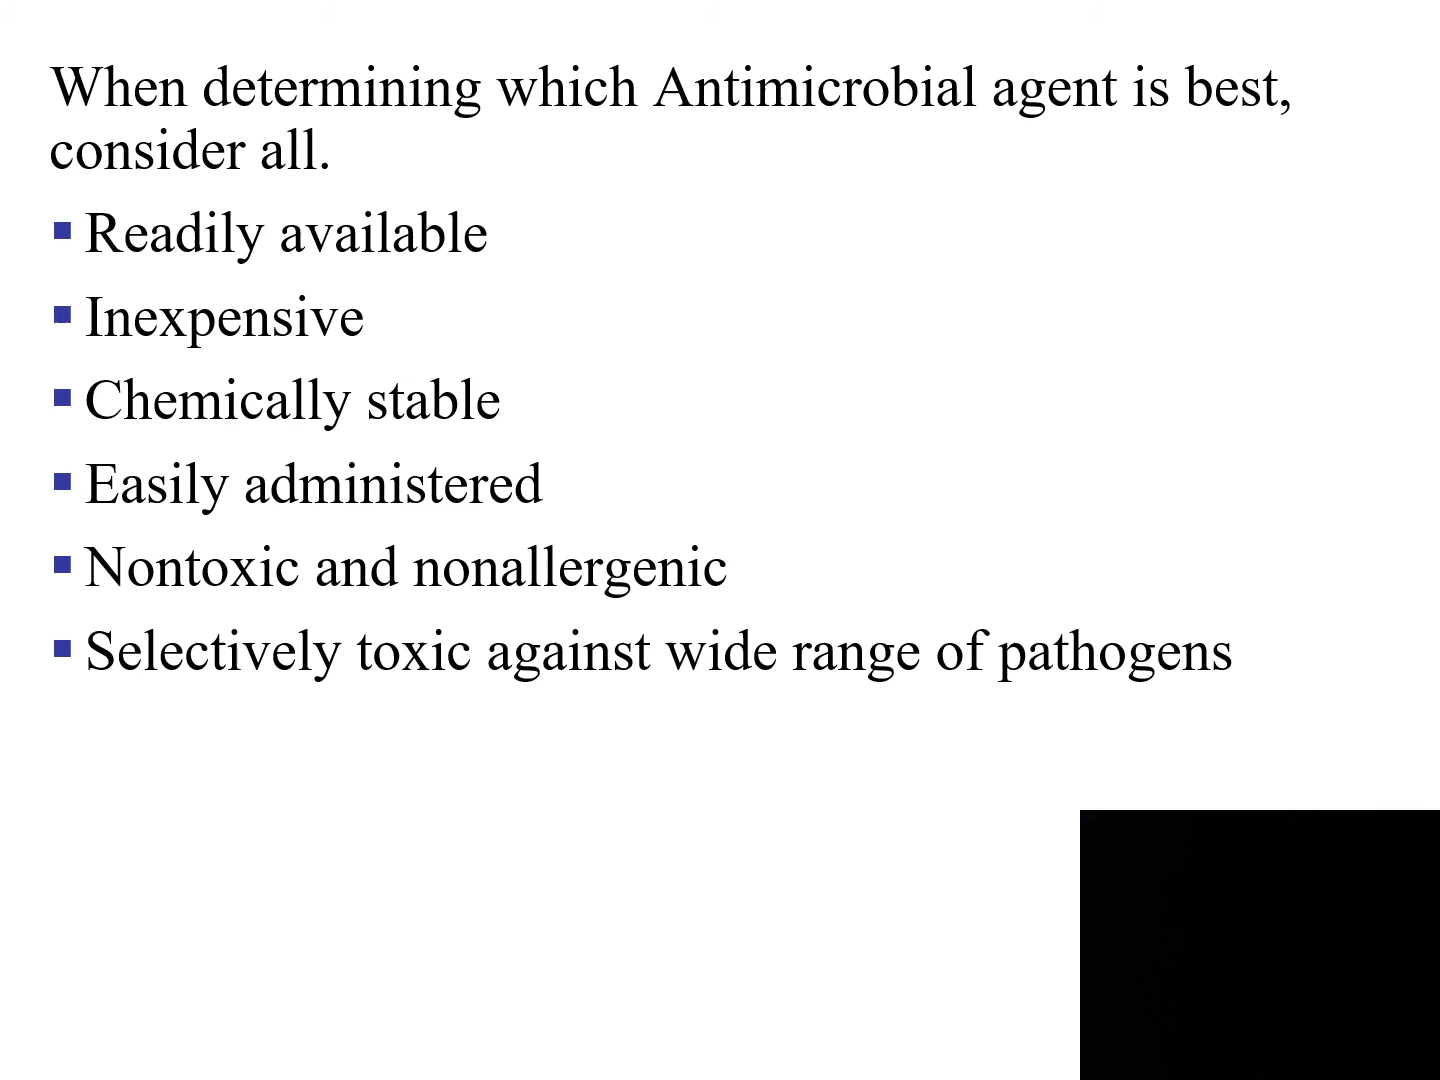 When determining which Antimicrobial agent is best,
consider all.
▪ Readily available
▪ Inexpensive
▪ Chemically stable
▪ Easily administered
▪ Nontoxic and nonallergenic
▪ Selectively toxic against wide range of pathogens